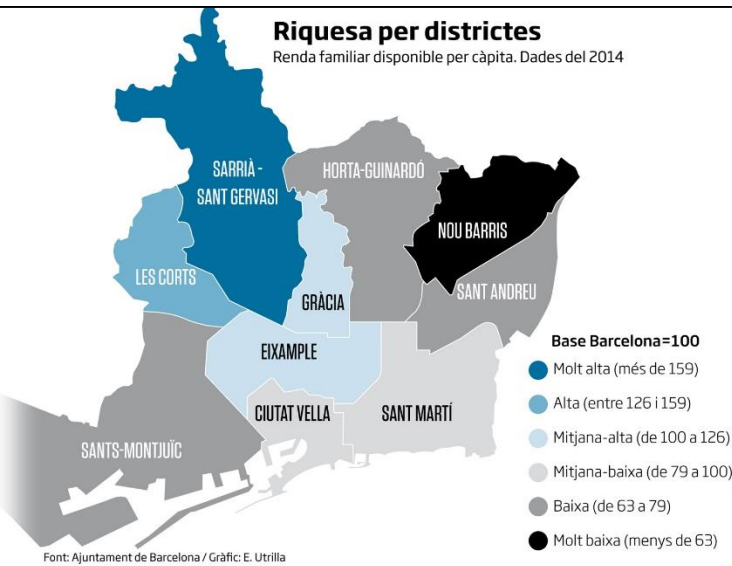 Riquesa per districtes
Renda familiar disponible per càpita. Dades del 2014
SARRIÀ -
SANT GERVASI
HORTA-GUINARDÓ
NOU BARRIS
LES CORTS
GRÀCIA
SANT ANDREU
EIXAMPLE
CIUTAT VELLA
SANT MARTÍ
SANTS-MONTJUÏC
Base Barcelona=100
Molt alta (més de 159)
Alta (entre 126 i 159)
Mitjana-alta (de 100 a 126)
Mitjana-baixa (de 79 a 100)
Baixa (de 63 a 79)
Molt baixa (menys de 63)
Font: Ajuntament de Barcelona / Gràfic: E. Utrilla